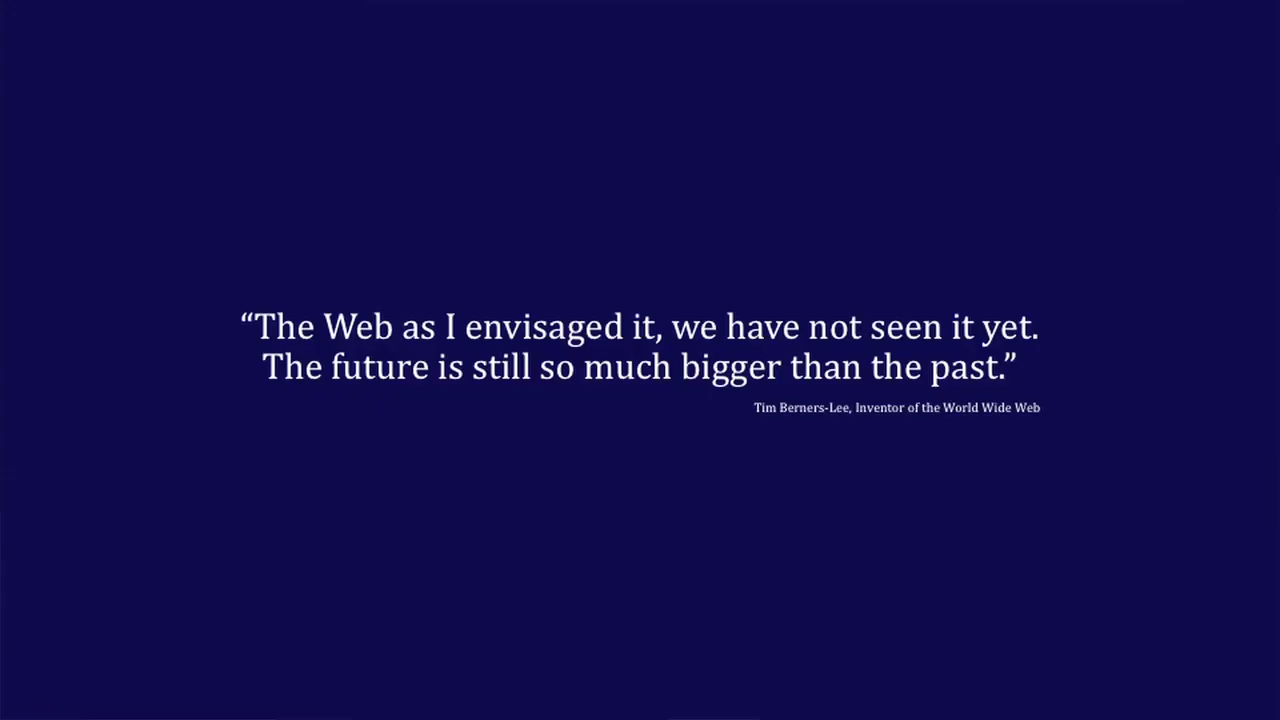 “The Web as I envisaged it, we have not seen it yet.
The future is still so much bigger than the past.”
Tim Berners-Lee, Inventor of the World Wide Web